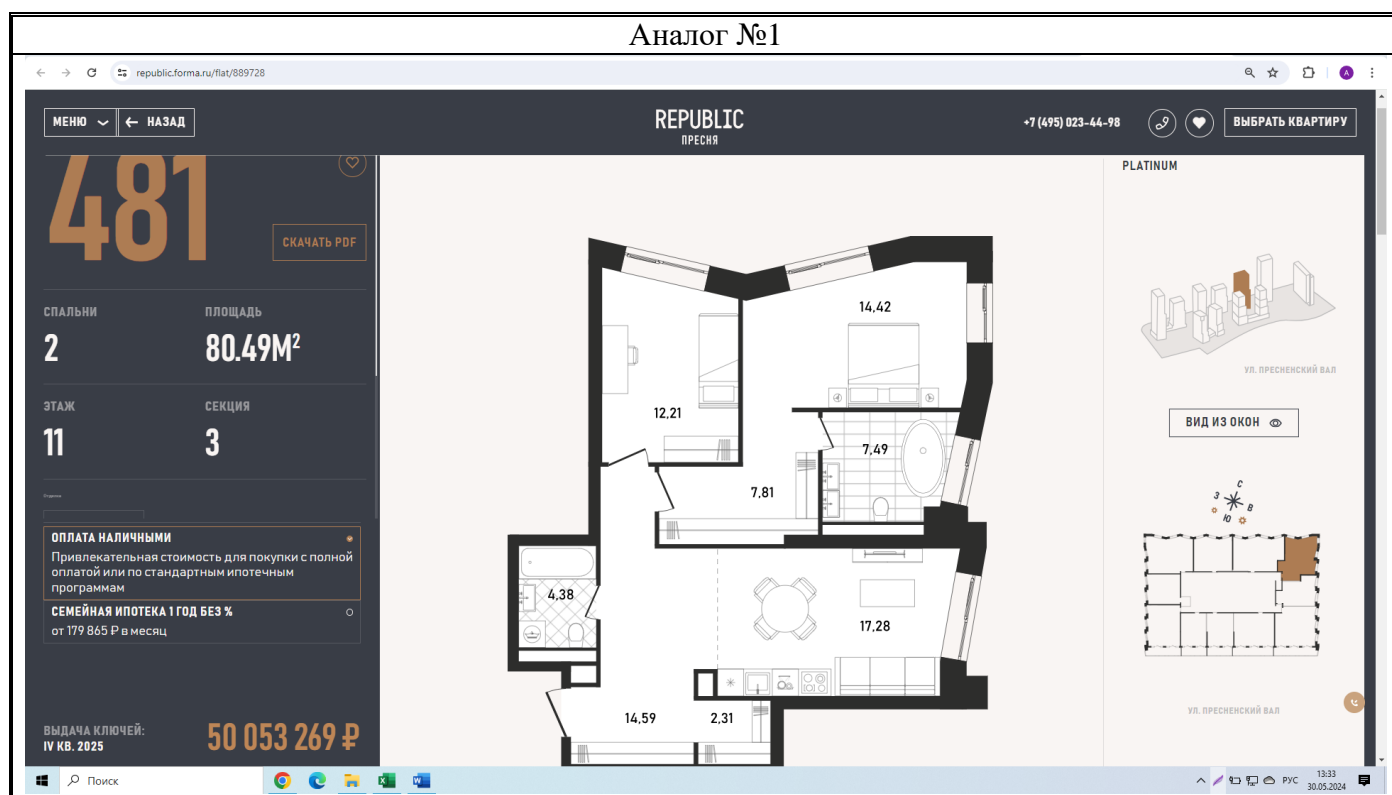 Аналог №1
republic.forma.ru/flat/889728
А
МЕНЮ
НАЗАД
REPUBLIC
ПРЕСНЯ
+7 (495) 023-44-98
ВЫБРАТЬ КВАРТИРУ
481
СКАЧАТЬ PDF
СПАЛЬНИ
ПЛОЩАДЬ
2
80.49М²
ЭТАЖ
СЕКЦИЯ
11
3
Отделка
ОПЛАТА НАЛИЧНЫМИ
Привлекательная стоимость для покупки с полной
оплатой или по стандартным ипотечным
программам
СЕМЕЙНАЯ ИПОТЕКА 1 ГОД БЕЗ %
от 179 865 Р в месяц
ВЫДАЧА КЛЮЧЕЙ:
IV КВ. 2025
50 053 269 ₽
14,42
12,21
7,49
7,81
4,38
17,28
14,59
2,31
PLATINUM
УЛ. ПРЕСНЕНСКИЙ ВАЛ
ВИД ИЗ ОКОН
С
З
В
Ю
УЛ. ПРЕСНЕНСКИЙ ВАЛ
Поиск
РУС
13:33
30.05.2024